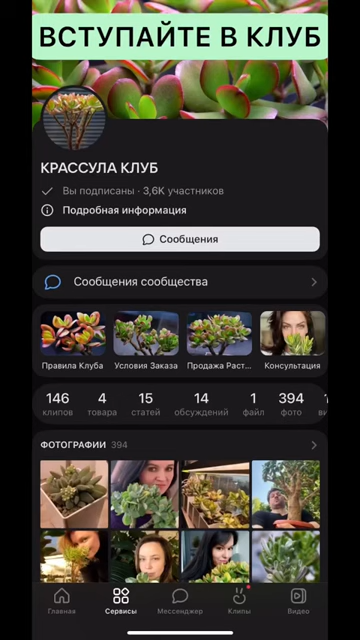 ВСТУПАЙТЕ В КЛУБ
КРАССУЛА КЛУБ
Вы подписаны · 3,6K участников
Подробная информация
Сообщения
Сообщения сообщества
Правила Клуба Условия Заказа Продажа Раст... Консультация
146 4 15 14 1 394
клипов товара статей обсуждений файл фото
ФОТОГРАФИИ 394
Главная Сервисы Мессенджер Клипы Видео